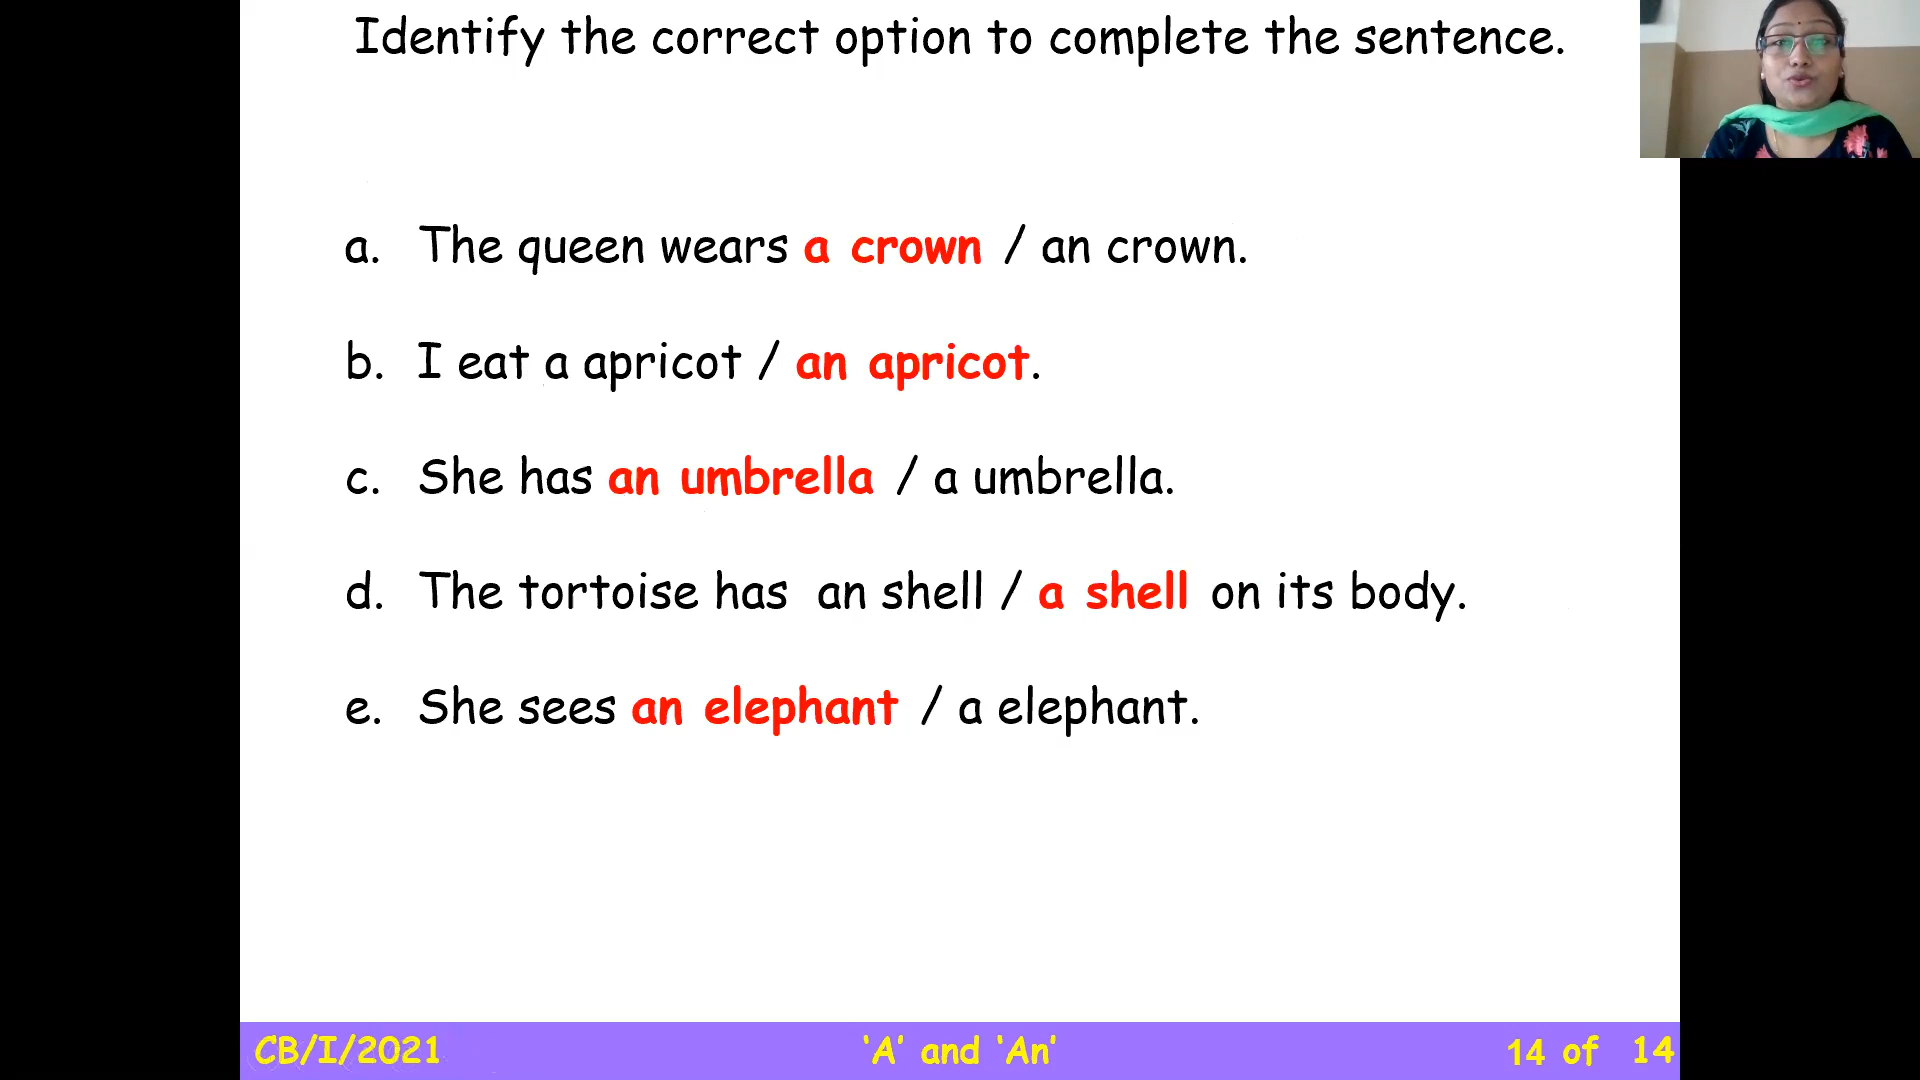 Identify the correct option to complete the sentence.
a. The queen wears a crown / an crown.
b. I eat a apricot / an apricot.
c. She has an umbrella / a umbrella.
d. The tortoise has an shell / a shell on its body.
e. She sees an elephant / a elephant.
CB/I/2021 ‘A’ and ‘An’ 14 of 14